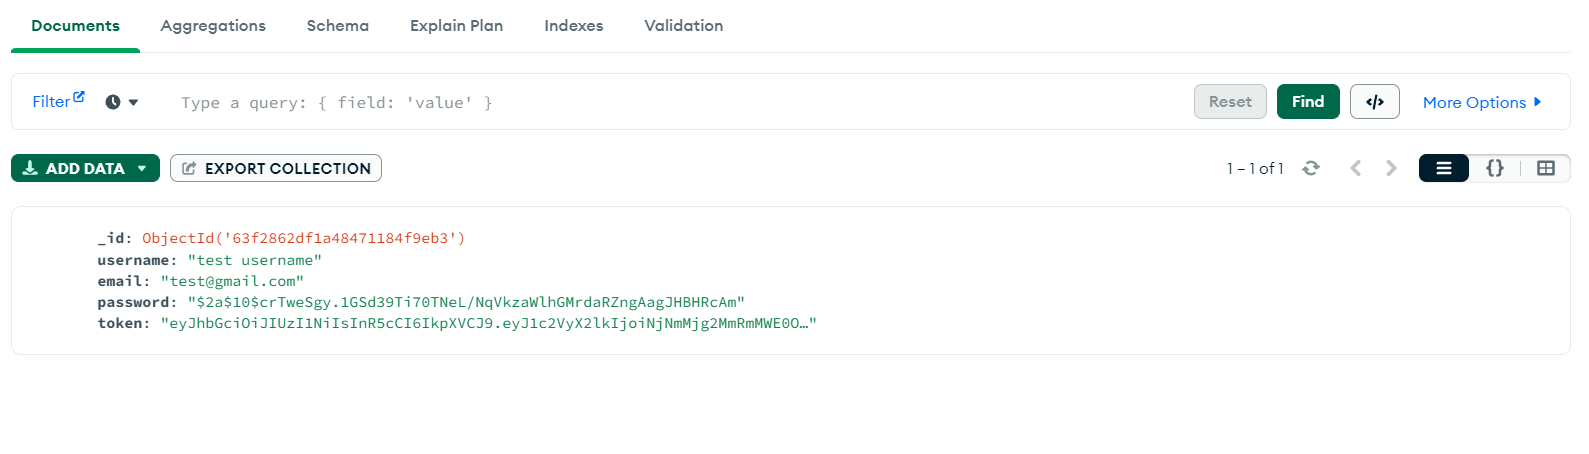 Documents Aggregations Schema Explain Plan Indexes Validation
Filter Type a query: { field: 'value' } Reset Find </> More Options
ADD DATA EXPORT COLLECTION 1 – 1 of 1 {}
_id: ObjectId('63f2862df1a48471184f9eb3')
username: "test username"
email: "test@gmail.com"
password: "$2a$10$crTweSgy.1GSd39Ti70TNeL/NqVkzaWlhGMrdaRZngAagJHBHRcAm"
token: "eyJhbGciOiJIUzI1NiIsInR5cCI6IkpXVCJ9.eyJ1c2VyX2lkIjoiNjNmMjg2MmRmMWE0O…"